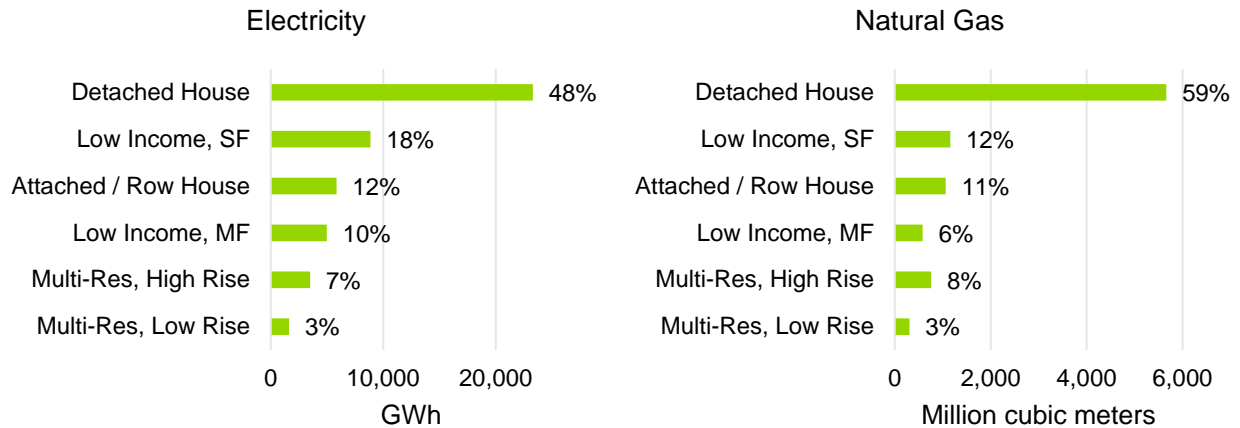 Electricity
Detached House 48%
Low Income, SF 18%
Attached / Row House 12%
Low Income, MF 10%
Multi-Res, High Rise 7%
Multi-Res, Low Rise 3%
0 10,000 20,000
GWh
Natural Gas
Detached House 59%
Low Income, SF 12%
Attached / Row House 11%
Low Income, MF 6%
Multi-Res, High Rise 8%
Multi-Res, Low Rise 3%
0 2,000 4,000 6,000
Million cubic meters